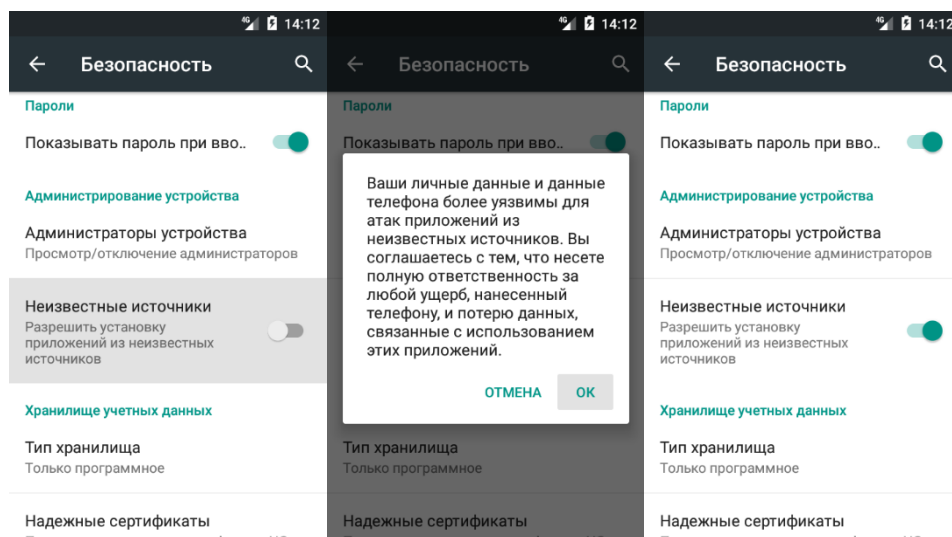 4G 14:12
Безопасность
Пароли
Показывать пароль при вво..
Администрирование устройства
Администраторы устройства
Просмотр/отключение администраторов
Неизвестные источники
Разрешить установку
приложений из неизвестных
источников
Хранилище учетных данных
Тип хранилища
Только программное
Надежные сертификаты
4G 14:12
Безопасность
Пароли
Показывать пароль при вво..
Ваши личные данные и данные
телефона более уязвимы для
атак приложений из
неизвестных источников. Вы
соглашаетесь с тем, что несете
полную ответственность за
любой ущерб, нанесенный
телефону, и потерю данных,
связанные с использованием
этих приложений.
ОТМЕНА ОК
Тип хранилища
Только программное
Надежные сертификаты
4G 14:12
Безопасность
Пароли
Показывать пароль при вво..
Администрирование устройства
Администраторы устройства
Просмотр/отключение администраторов
Неизвестные источники
Разрешить установку
приложений из неизвестных
источников
Хранилище учетных данных
Тип хранилища
Только программное
Надежные сертификаты